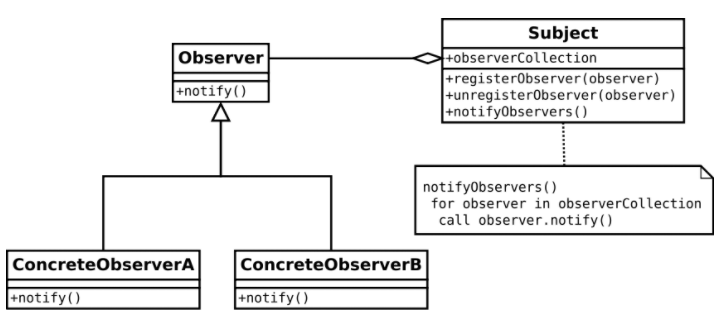 Subject
+observerCollection
+registerObserver(observer)
+unregisterObserver(observer)
+notifyObservers()
Observer
+notify()
notifyObservers()
for observer in observerCollection
call observer.notify()
ConcreteObserverA
+notify()
ConcreteObserverB
+notify()